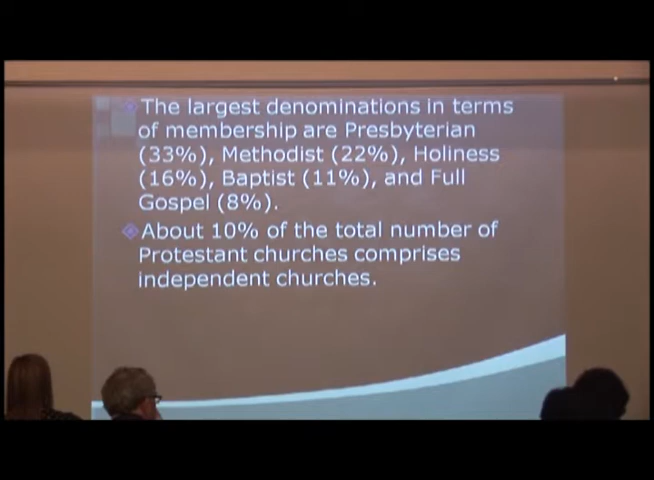 The largest denominations in terms
of membership are Presbyterian
(33%), Methodist (22%), Holiness
(16%), Baptist (11%), and Full
Gospel (8%).
About 10% of the total number of
Protestant churches comprises
independent churches.